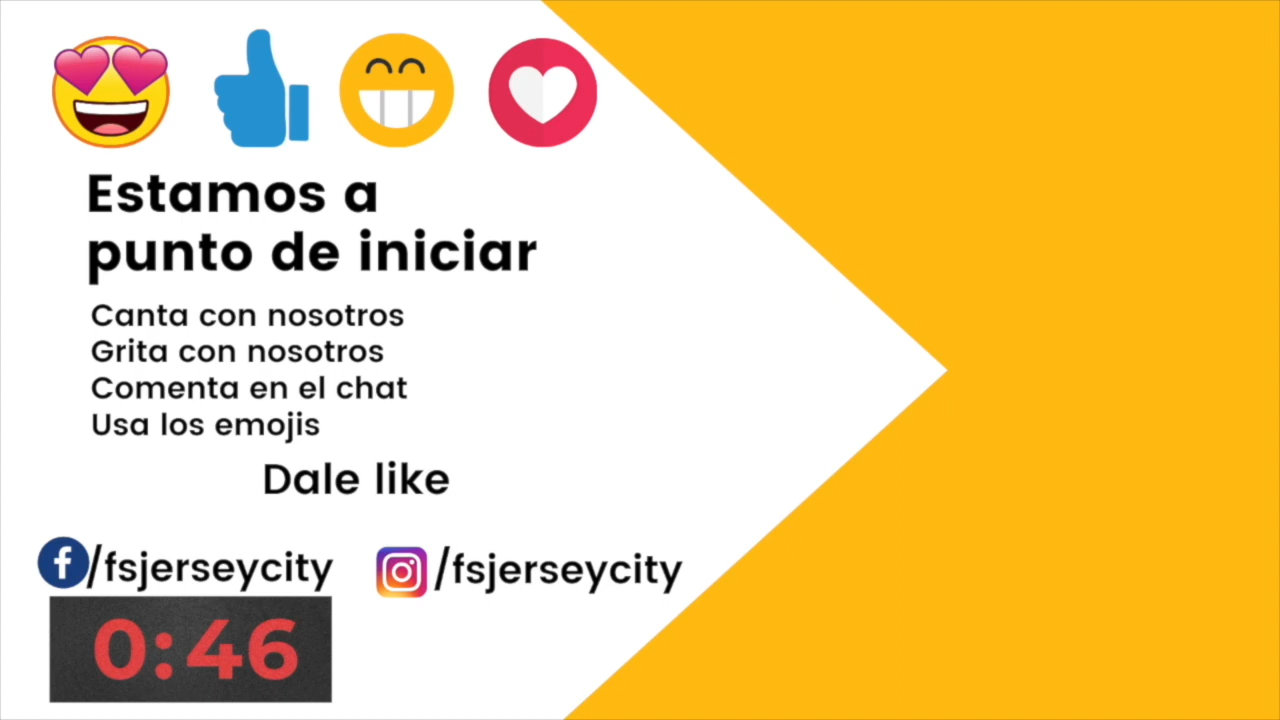 Estamos a
punto de iniciar
Canta con nosotros
Grita con nosotros
Comenta en el chat
Usa los emojis
Dale like
/fsjerseycity /fsjerseycity
0:46